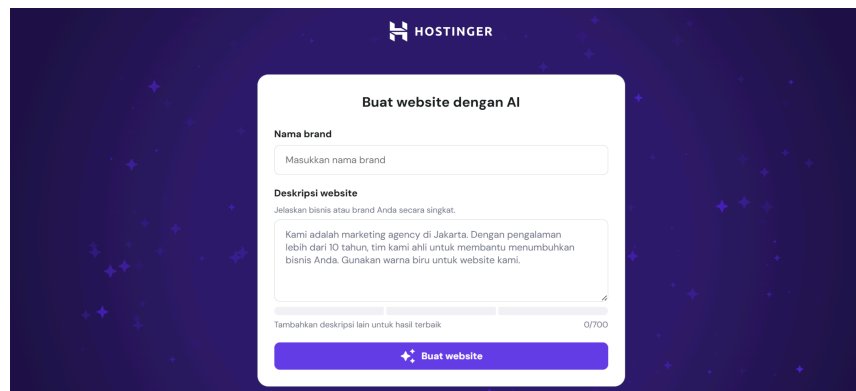 HOSTINGER
Buat website dengan AI
Nama brand
Masukkan nama brand
Deskripsi website
Jelaskan bisnis atau brand Anda secara singkat.
Kami adalah marketing agency di Jakarta. Dengan pengalaman
lebih dari 10 tahun, tim kami ahli untuk membantu menumbuhkan
bisnis Anda. Gunakan warna biru untuk website kami.
Tambahkan deskripsi lain untuk hasil terbaik 0/700
Buat website